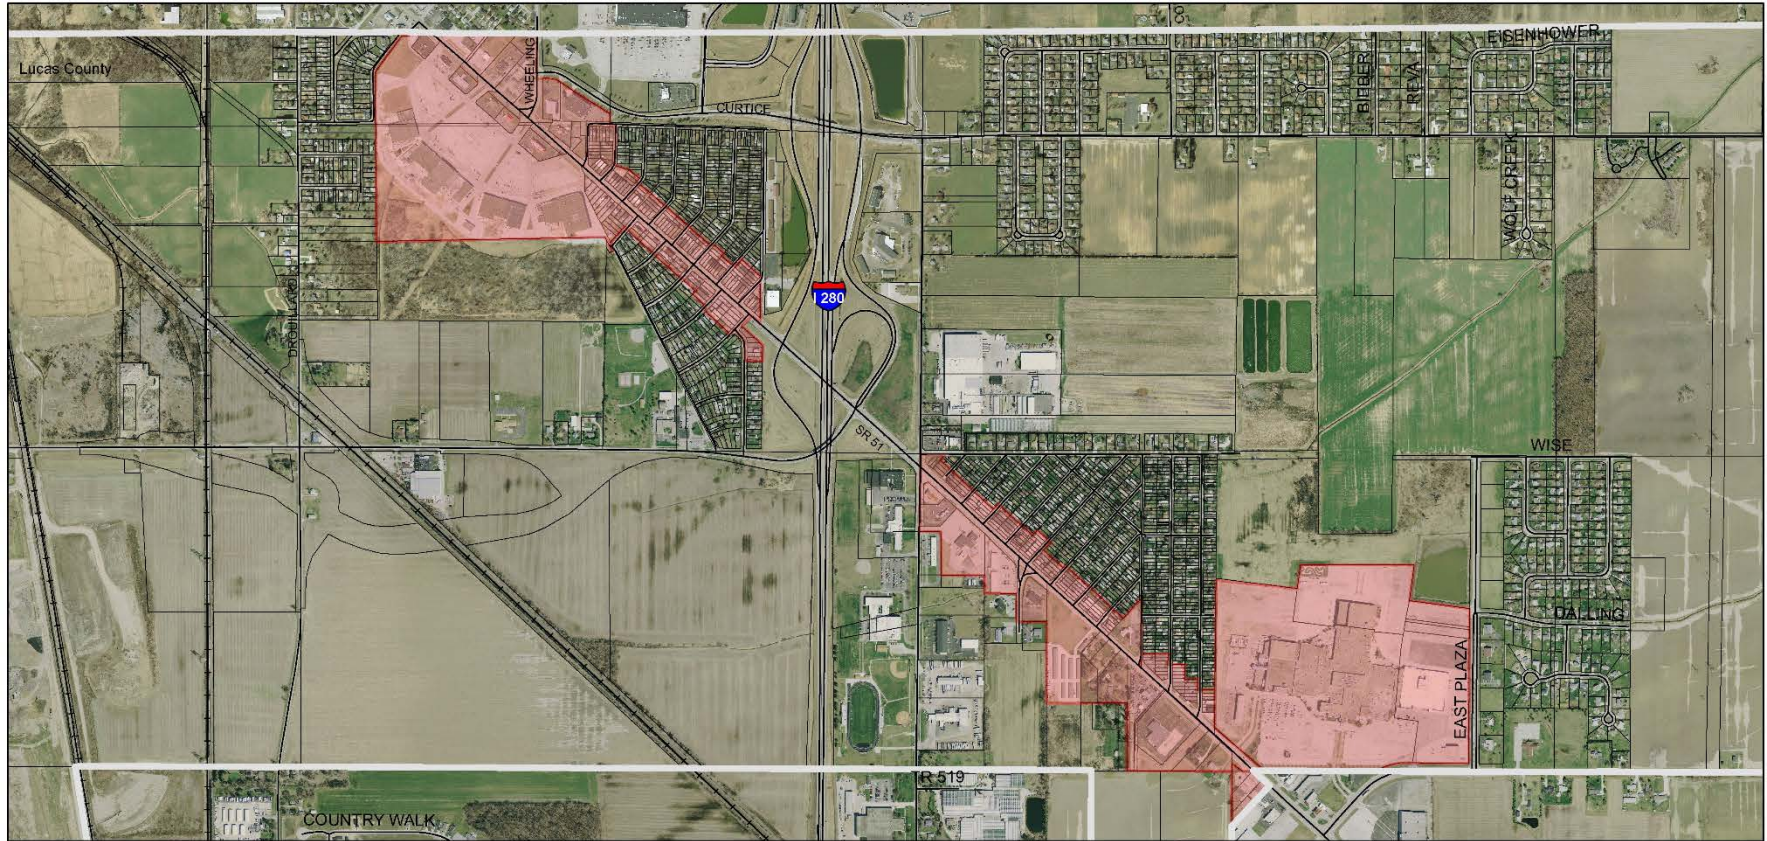 EISENHOWER
Lucas County
WHEELING
BIEBER
REVA
CURTICE
WOLF CREEK
I 280
DROUILLARD
SR 51
WISE
DALLING
EAST PLAZA
R 519
COUNTRY WALK
CO